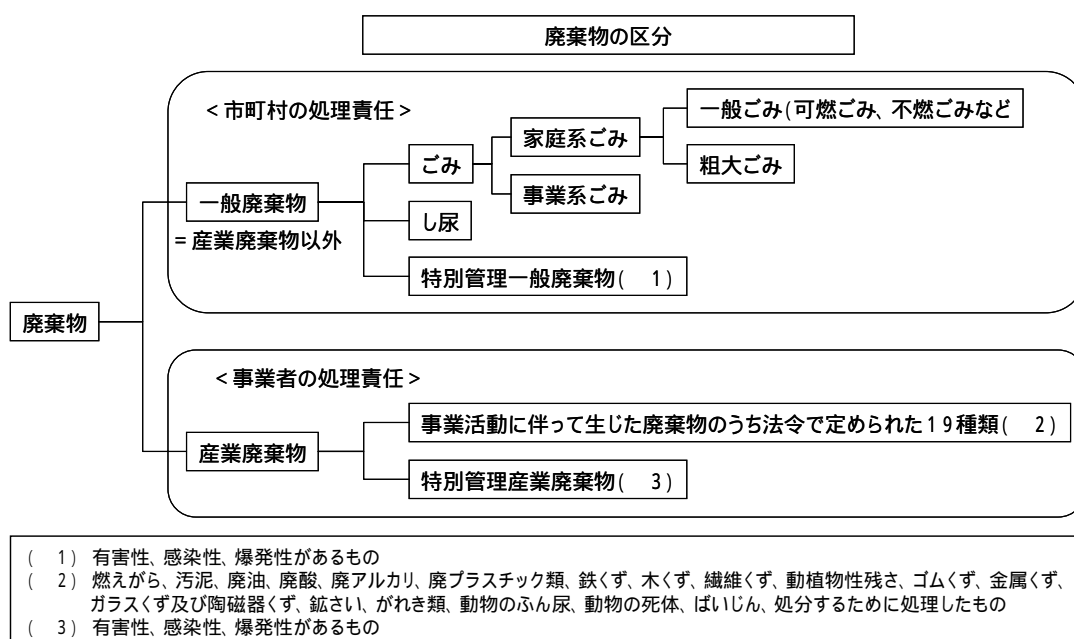 廃棄物の区分
<市町村の処理責任>
一般ごみ(可燃ごみ、不燃ごみなど
家庭系ごみ
ごみ
粗大ごみ
事業系ごみ
一般廃棄物
し尿
=産業廃棄物以外
特別管理一般廃棄物( 1)
廃棄物
<事業者の処理責任>
事業活動に伴って生じた廃棄物のうち法令で定められた19種類( 2)
産業廃棄物
特別管理産業廃棄物( 3)
( 1) 有害性、感染性、爆発性があるもの
( 2) 燃えがら、汚泥、廃油、廃酸、廃アルカリ、廃プラスチック類、鉄くず、木くず、繊維くず、動植物性残さ、ゴムくず、金属くず、
ガラスくず及び陶磁器くず、鉱さい、がれき類、動物のふん尿、動物の死体、ばいじん、処分するために処理したもの
( 3) 有害性、感染性、爆発性があるもの